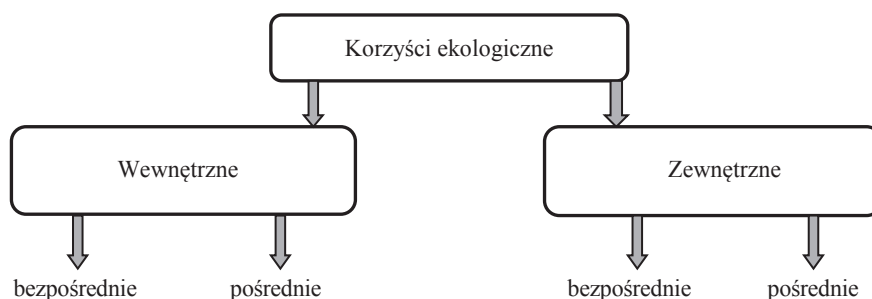 Korzyści ekologiczne
Wewnętrzne
Zewnętrzne
bezpośrednie
pośrednie
bezpośrednie
pośrednie